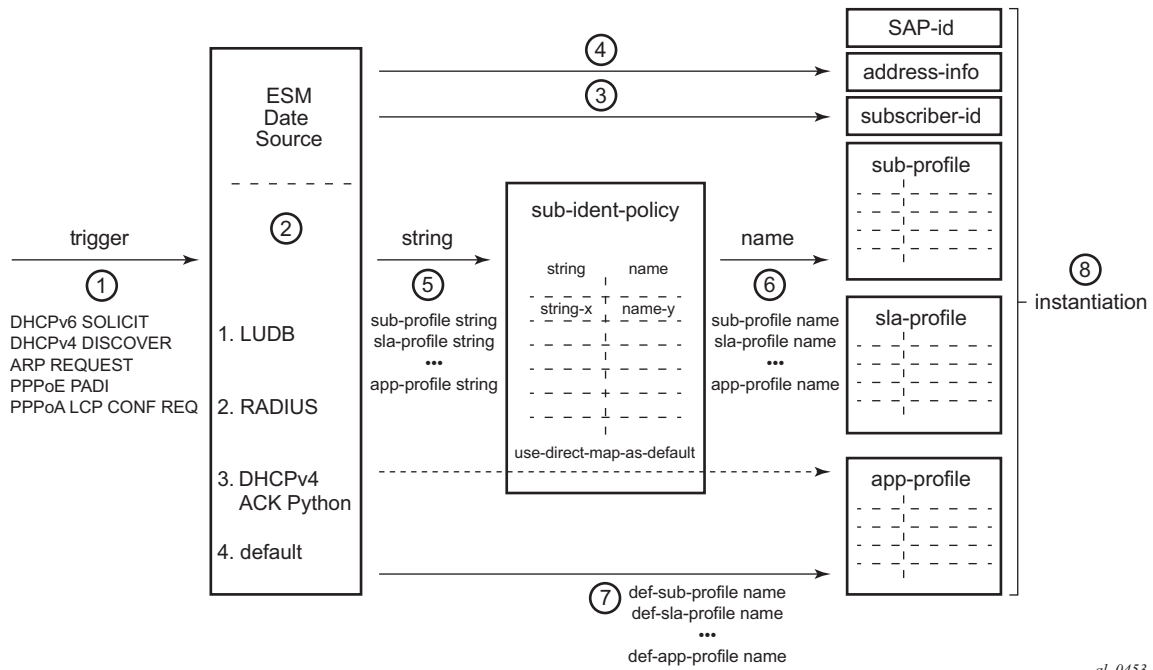 SAP-id
4
address-info
ESM
Date
Source
3
subscriber-id
sub-profile
2
sub-ident-policy
trigger
string
name
1
5
string
name
6
8
instantiation
DHCPv6 SOLICIT
DHCPv4 DISCOVER
ARP REQUEST
PPPoE PADI
PPPoA LCP CONF REQ
1. LUDB
2. RADIUS
3. DHCPv4
ACK Python
4. default
sub-profile string
sla-profile string
•••
app-profile string
string-x
name-y
use-direct-map-as-default
sub-profile name
sla-profile name
•••
app-profile name
sla-profile
app-profile
7
def-sub-profile name
def-sla-profile name
•••
def-app-profile name
al_0453